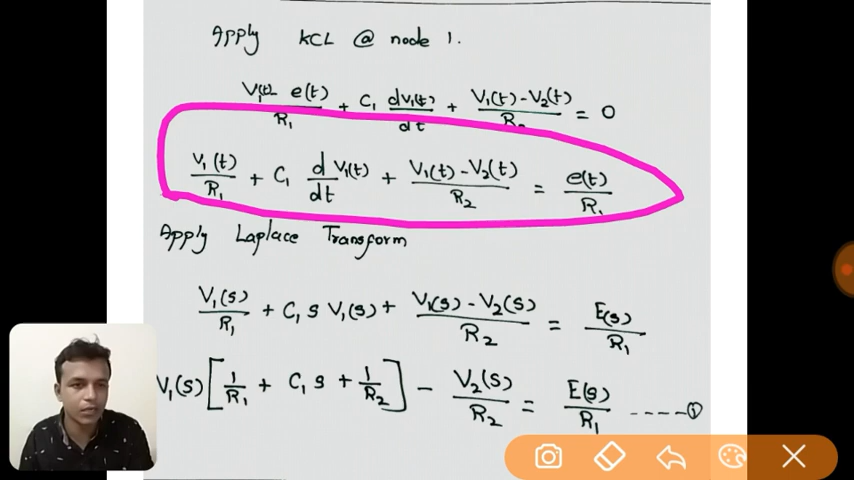 Apply KCL @ node 1.
(V₁(t) - e(t))/R₁ + C₁ dv₁(t)/dt + (V₁(t) - V₂(t))/R₂ = 0
V₁(t)/R₁ + C₁ d/dt V₁(t) + (V₁(t) - V₂(t))/R₂ = e(t)/R₁
Apply Laplace Transform
V₁(s)/R₁ + C₁ s V₁(s) + (V₁(s) - V₂(s))/R₂ = E(s)/R₁
V₁(s) [1/R₁ + C₁ s + 1/R₂] - V₂(s)/R₂ = E(s)/R₁ -----①